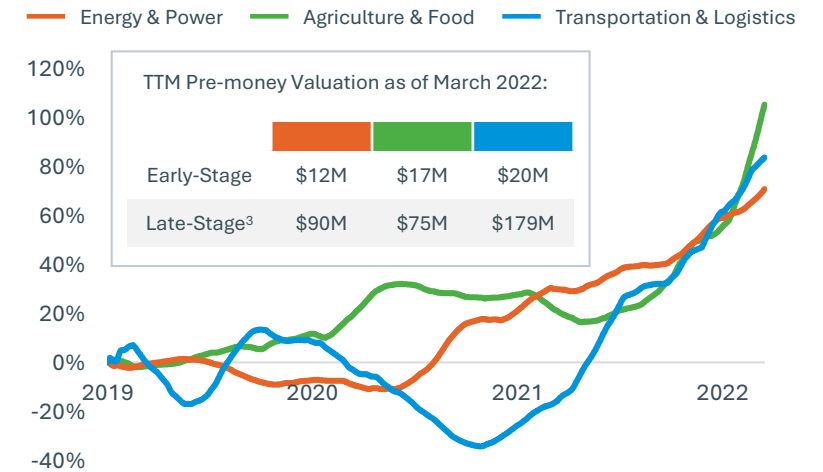 Energy & Power Agriculture & Food Transportation & Logistics
120%
TTM Pre-money Valuation as of March 2022:
100%
80%
Early-Stage $12M $17M $20M
60%
Late-Stage³ $90M $75M $179M
40%
20%
0%
2019 2020 2021 2022
-20%
-40%